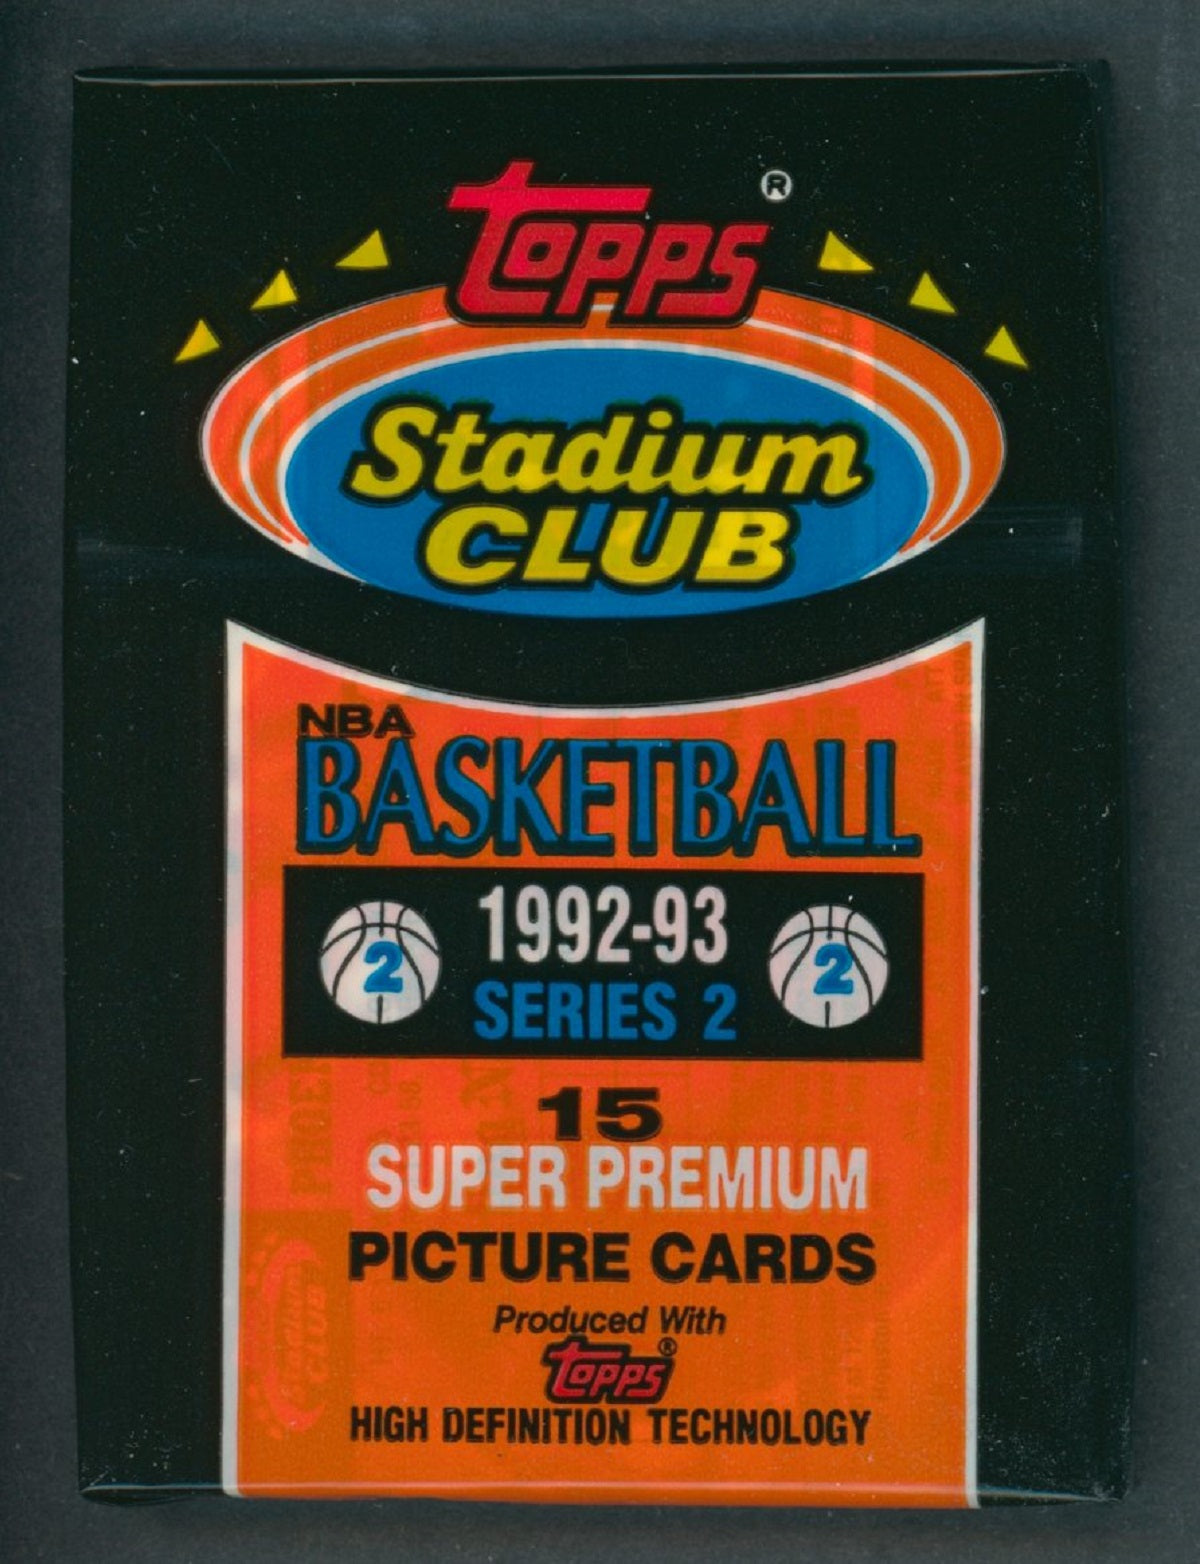 Topps®
Stadium
CLUB
NBA
BASKETBALL
1992-93
2 2
SERIES 2
15
SUPER PREMIUM
PICTURE CARDS
Produced With
Topps®
HIGH DEFINITION TECHNOLOGY